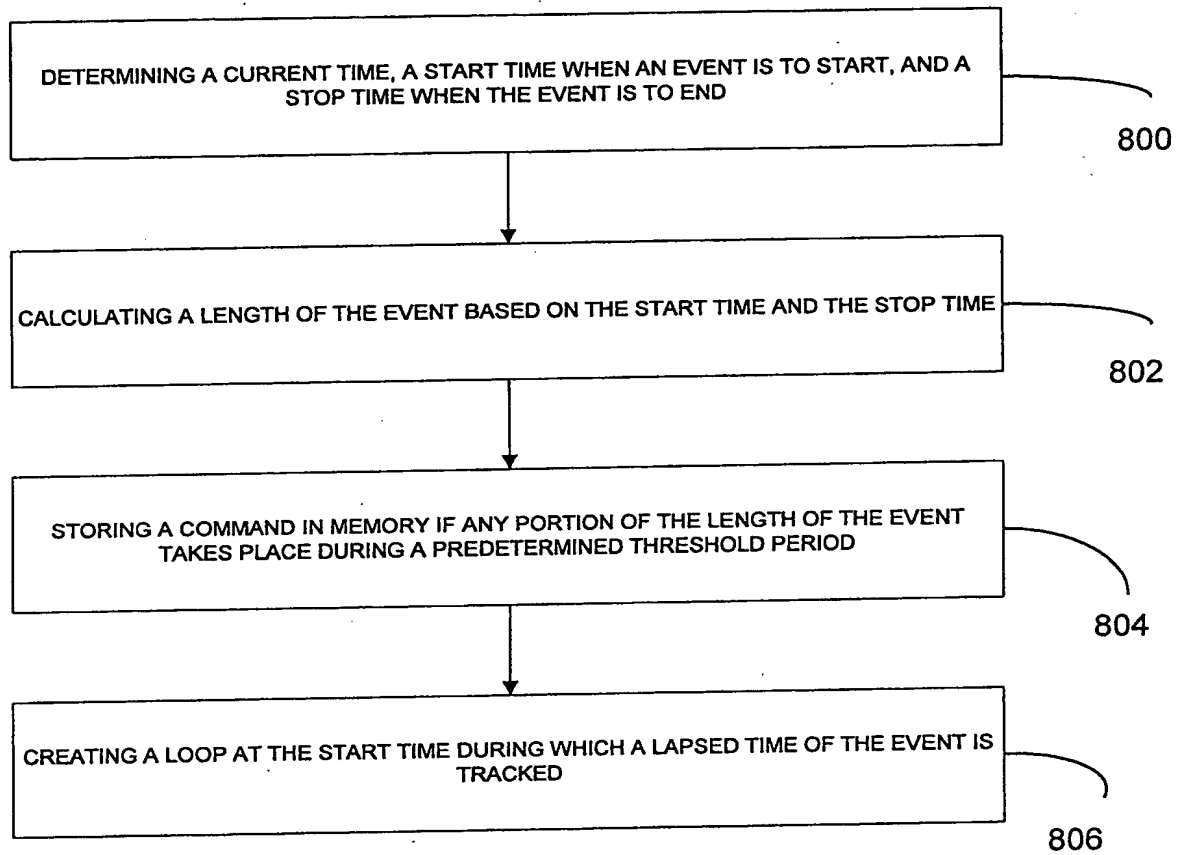 DETERMINING A CURRENT TIME, A START TIME WHEN AN EVENT IS TO START, AND A
STOP TIME WHEN THE EVENT IS TO END
800
CALCULATING A LENGTH OF THE EVENT BASED ON THE START TIME AND THE STOP TIME
802
STORING A COMMAND IN MEMORY IF ANY PORTION OF THE LENGTH OF THE EVENT
TAKES PLACE DURING A PREDETERMINED THRESHOLD PERIOD
804
CREATING A LOOP AT THE START TIME DURING WHICH A LAPSED TIME OF THE EVENT IS
TRACKED
806